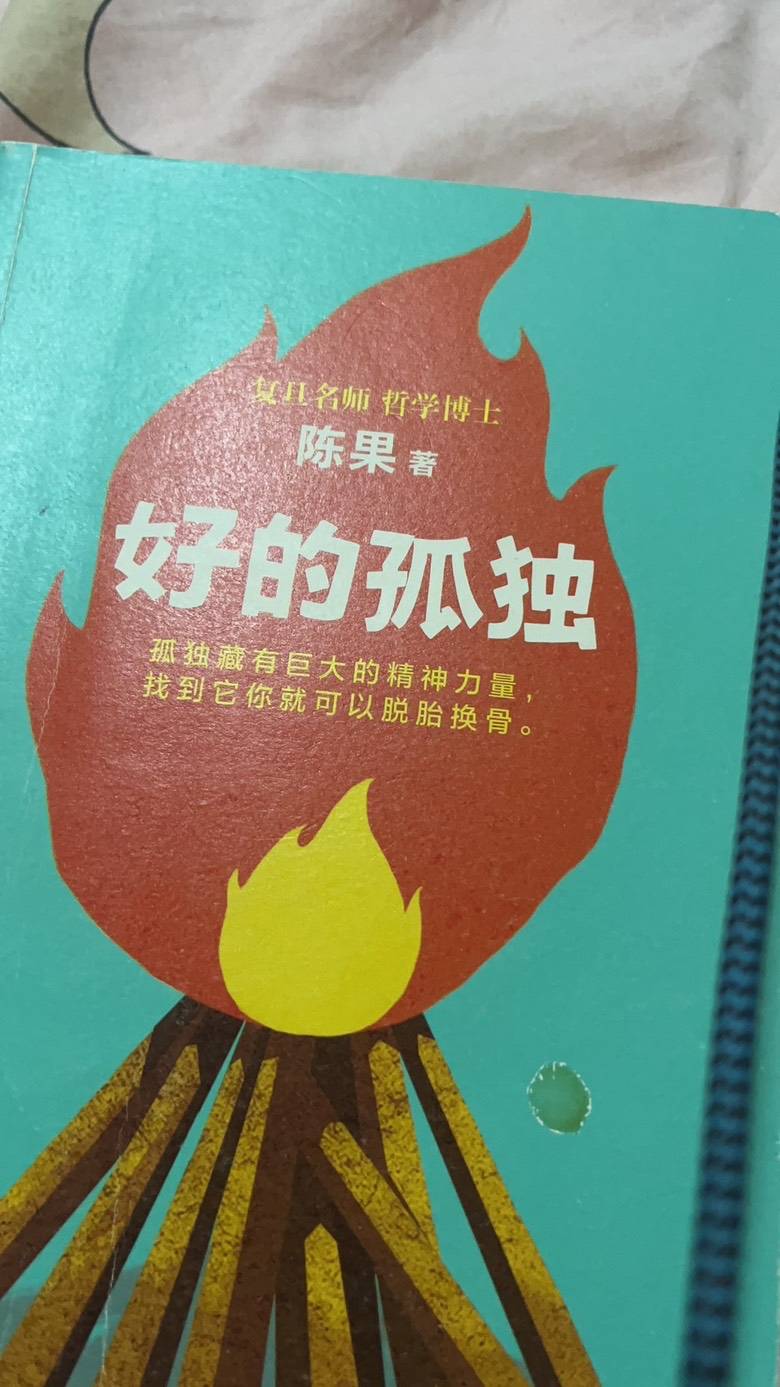 复旦名师 哲学博士
陈果 著
好的孤独
孤独藏有巨大的精神力量，
找到它你就可以脱胎换骨。